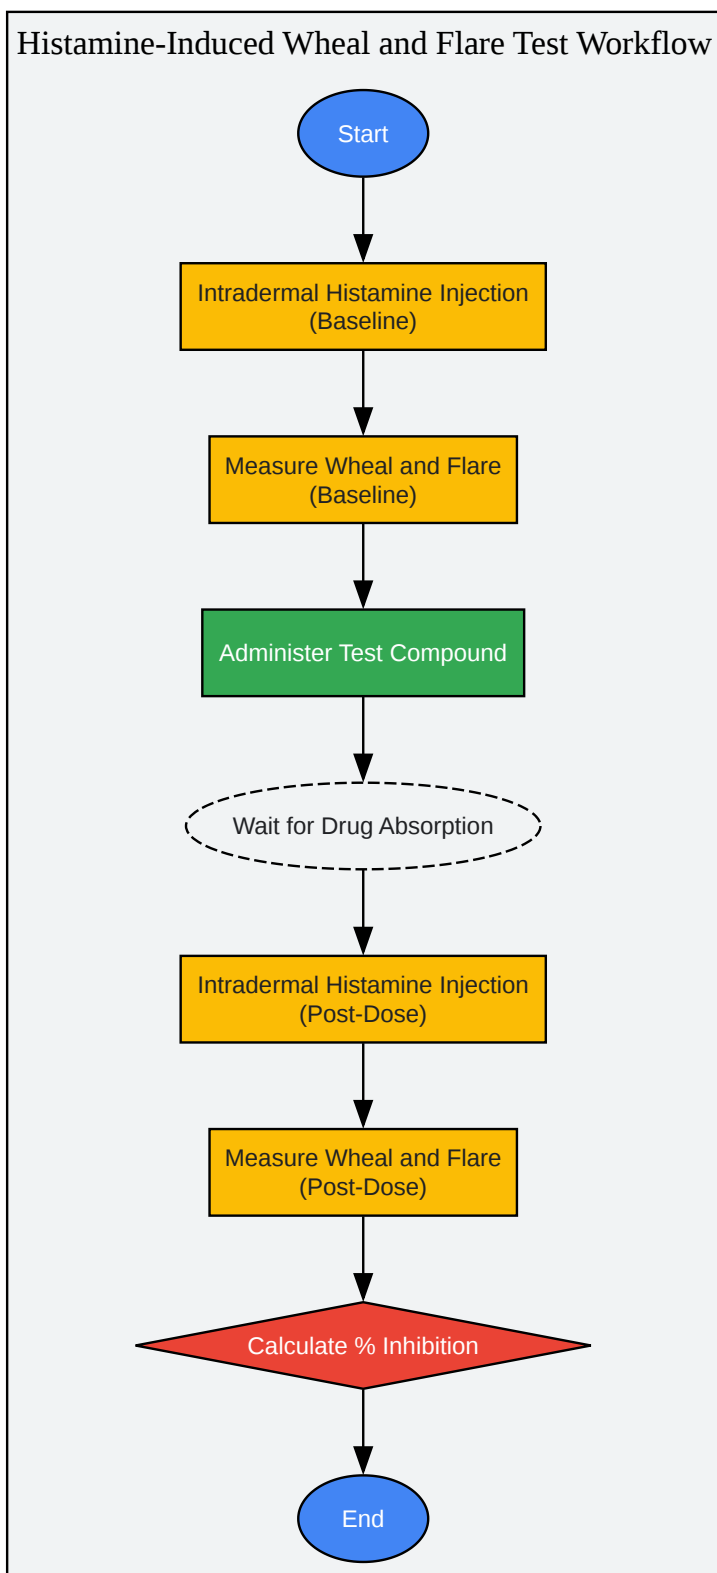 Histamine-Induced Wheal and Flare Test Workflow
Start
Intradermal Histamine Injection
(Baseline)
Measure Wheal and Flare
(Baseline)
Administer Test Compound
Wait for Drug Absorption
Intradermal Histamine Injection
(Post-Dose)
Measure Wheal and Flare
(Post-Dose)
Calculate % Inhibition
End